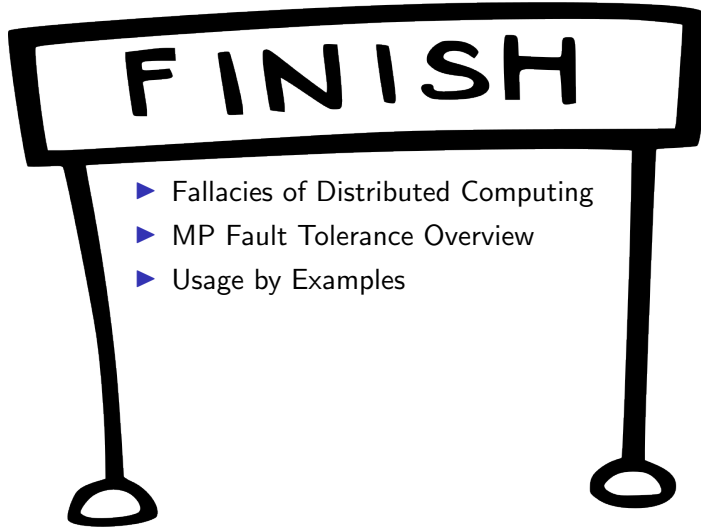 FINISH
Fallacies of Distributed Computing
MP Fault Tolerance Overview
Usage by Examples